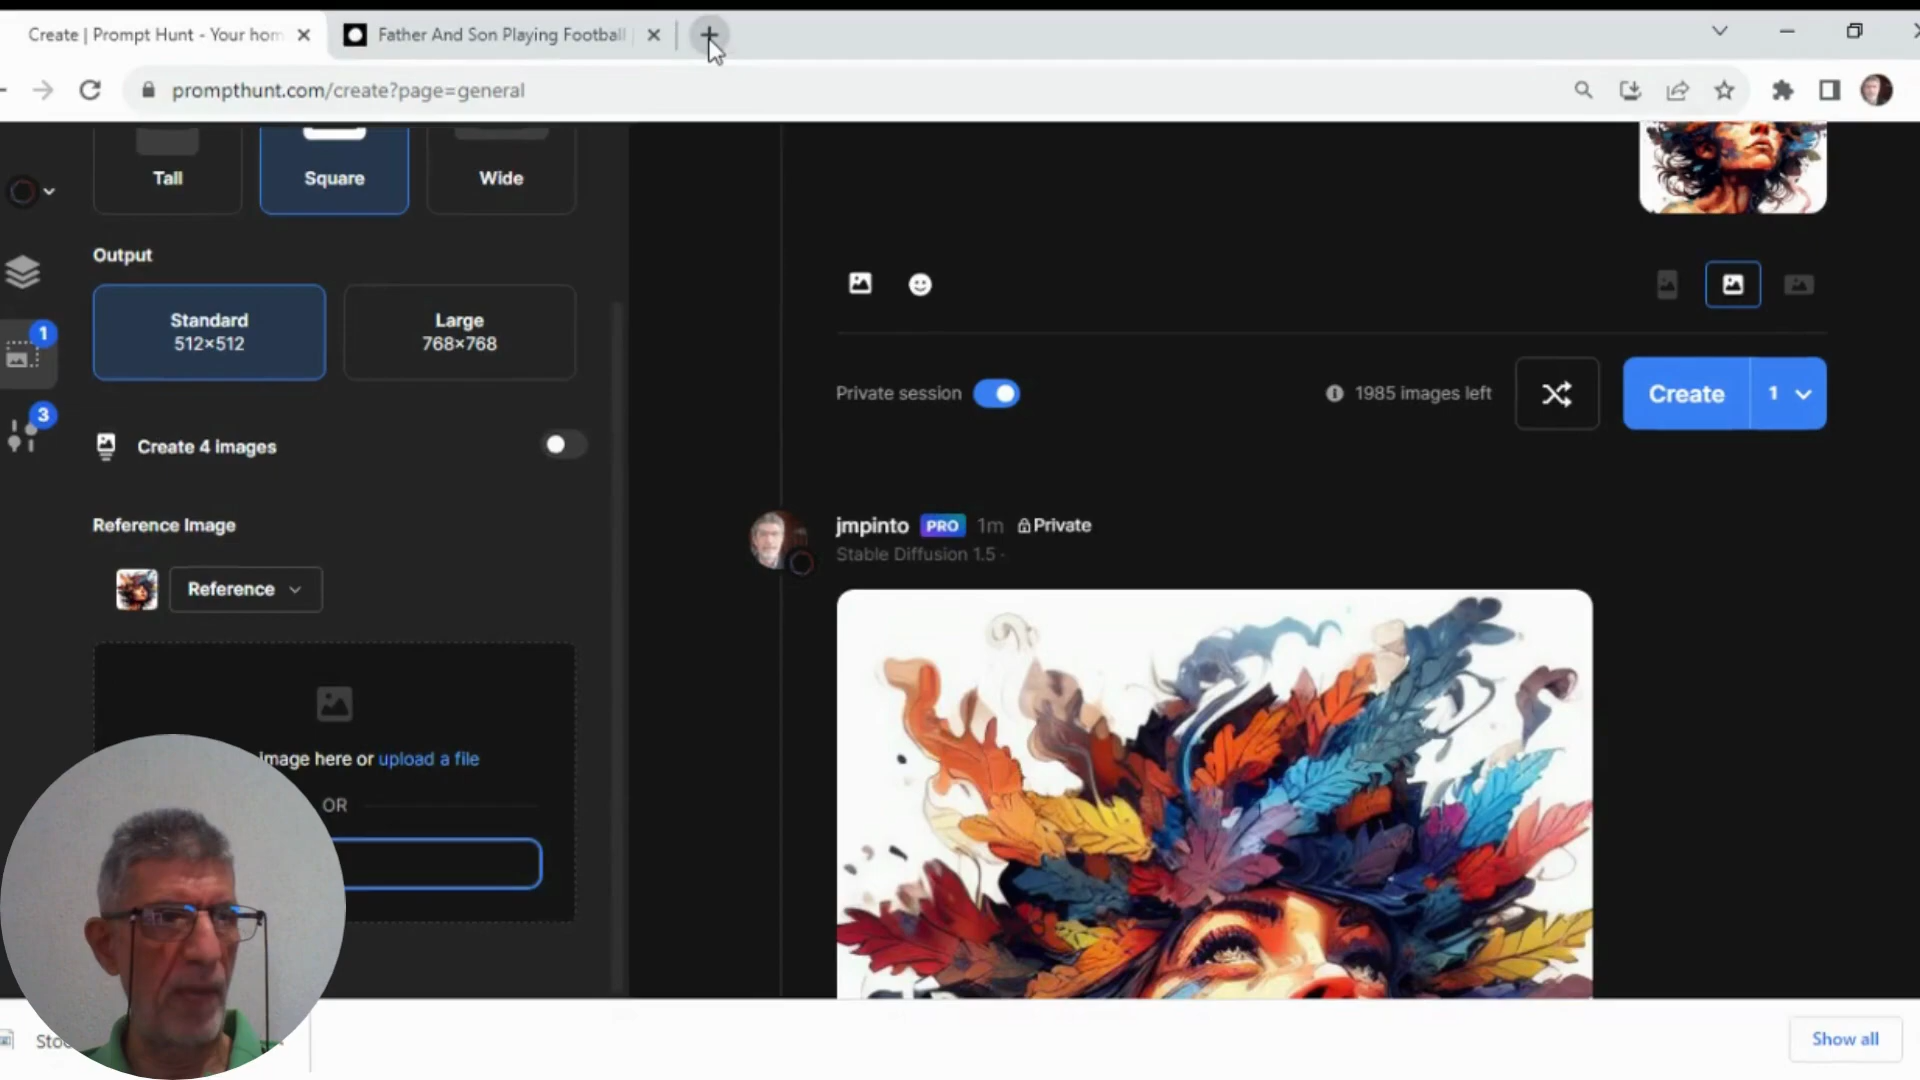 Create | Prompt Hunt - Your hom
Father And Son Playing Football
prompthunt.com/create?page=general
Tall
Square
Wide
Output
Standard
512×512
Large
768×768
1
3
Create 4 images
Private session
1985 images left
Create
1
Reference Image
Reference
image here or upload a file
OR
jmpinto PRO 1m Private
Stable Diffusion 1.5 ·
Show all